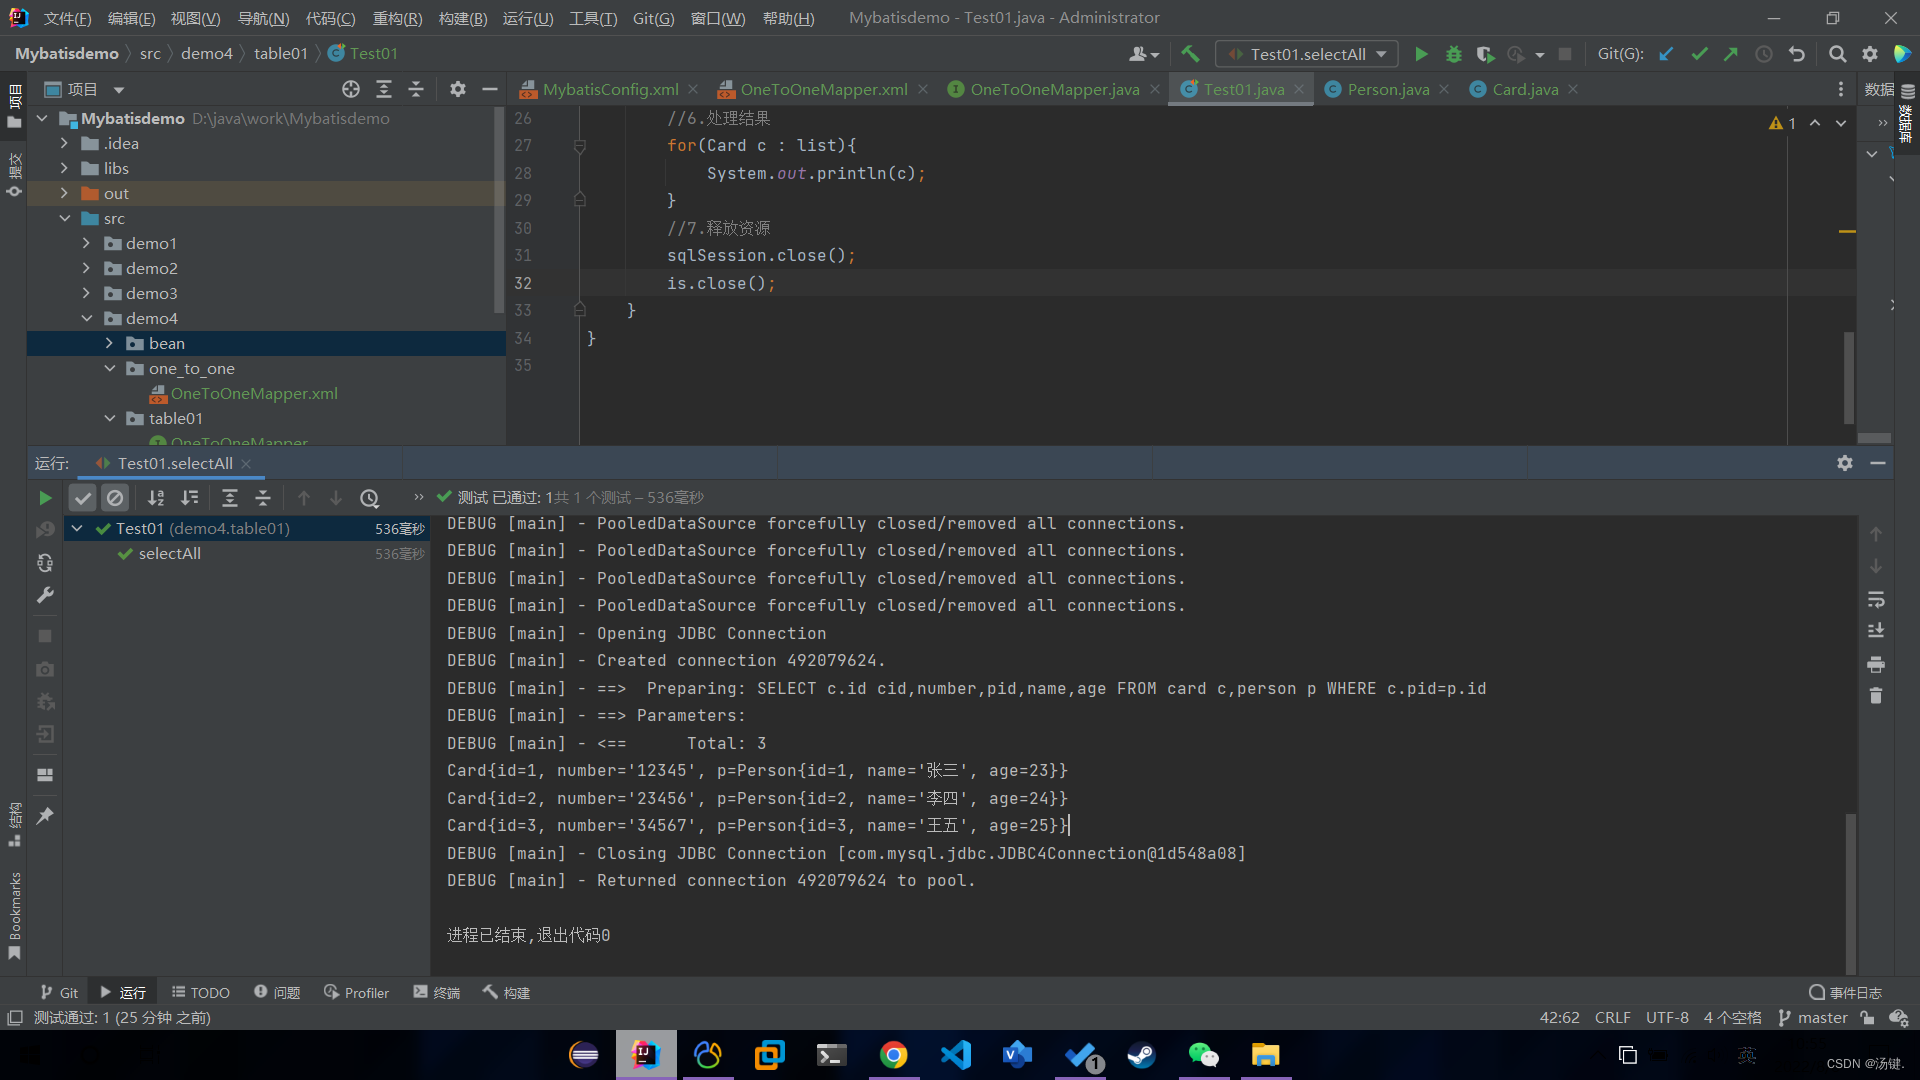 文件(F) 编辑(E) 视图(V) 导航(N) 代码(C) 重构(R) 构建(B) 运行(U) 工具(T) Git(G) 窗口(W) 帮助(H) Mybatisdemo - Test01.java - Administrator
Mybatisdemo src demo4 table01 Test01 Test01.selectAll Git(G):
项目 MybatisConfig.xml OneToOneMapper.xml OneToOneMapper.java Test01.java Person.java Card.java 数据
项目
提交
数据库
Mybatisdemo D:\java\work\Mybatisdemo
.idea
libs
out
src
demo1
demo2
demo3
demo4
bean
one_to_one
OneToOneMapper.xml
table01
OneToOneMapper
1
26 //6.处理结果
27 for(Card c : list){
28 System.out.println(c);
29 }
30 //7.释放资源
31 sqlSession.close();
32 is.close();
33 }
34 }
35
运行: Test01.selectAll
测试 已通过: 1共 1 个测试 – 536毫秒
Test01 (demo4.table01) 536毫秒
selectAll 536毫秒
DEBUG [main] - PooledDataSource forcefully closed/removed all connections.
DEBUG [main] - PooledDataSource forcefully closed/removed all connections.
DEBUG [main] - PooledDataSource forcefully closed/removed all connections.
DEBUG [main] - PooledDataSource forcefully closed/removed all connections.
DEBUG [main] - Opening JDBC Connection
DEBUG [main] - Created connection 492079624.
DEBUG [main] - ==>  Preparing: SELECT c.id cid,number,pid,name,age FROM card c,person p WHERE c.pid=p.id
DEBUG [main] - ==> Parameters:
DEBUG [main] - <==      Total: 3
Card{id=1, number='12345', p=Person{id=1, name='张三', age=23}}
Card{id=2, number='23456', p=Person{id=2, name='李四', age=24}}
Card{id=3, number='34567', p=Person{id=3, name='王五', age=25}}
DEBUG [main] - Closing JDBC Connection [com.mysql.jdbc.JDBC4Connection@1d548a08]
DEBUG [main] - Returned connection 492079624 to pool.
进程已结束,退出代码0
结构
Bookmarks
Git 运行 TODO 问题 Profiler 终端 构建 事件日志
测试通过: 1 (25 分钟 之前) 42:62 CRLF UTF-8 4 个空格 master
1
英
CSDN @汤键.